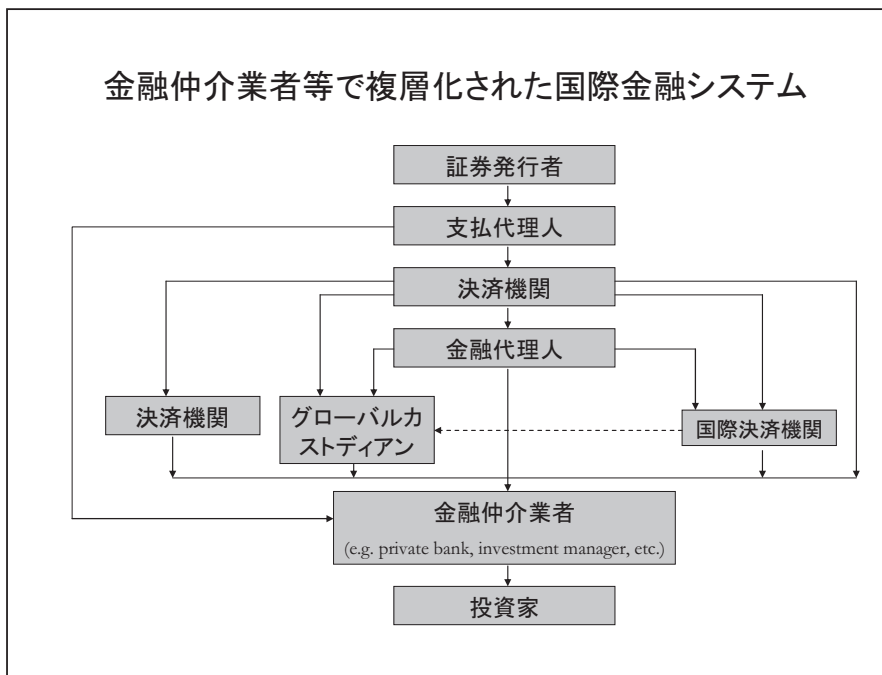 金融仲介業者等で複層化された国際金融システム
証券発行者
支払代理人
決済機関
金融代理人
決済機関
グローバルカ
ストディアン
国際決済機関
金融仲介業者
(e.g. private bank, investment manager, etc.)
投資家